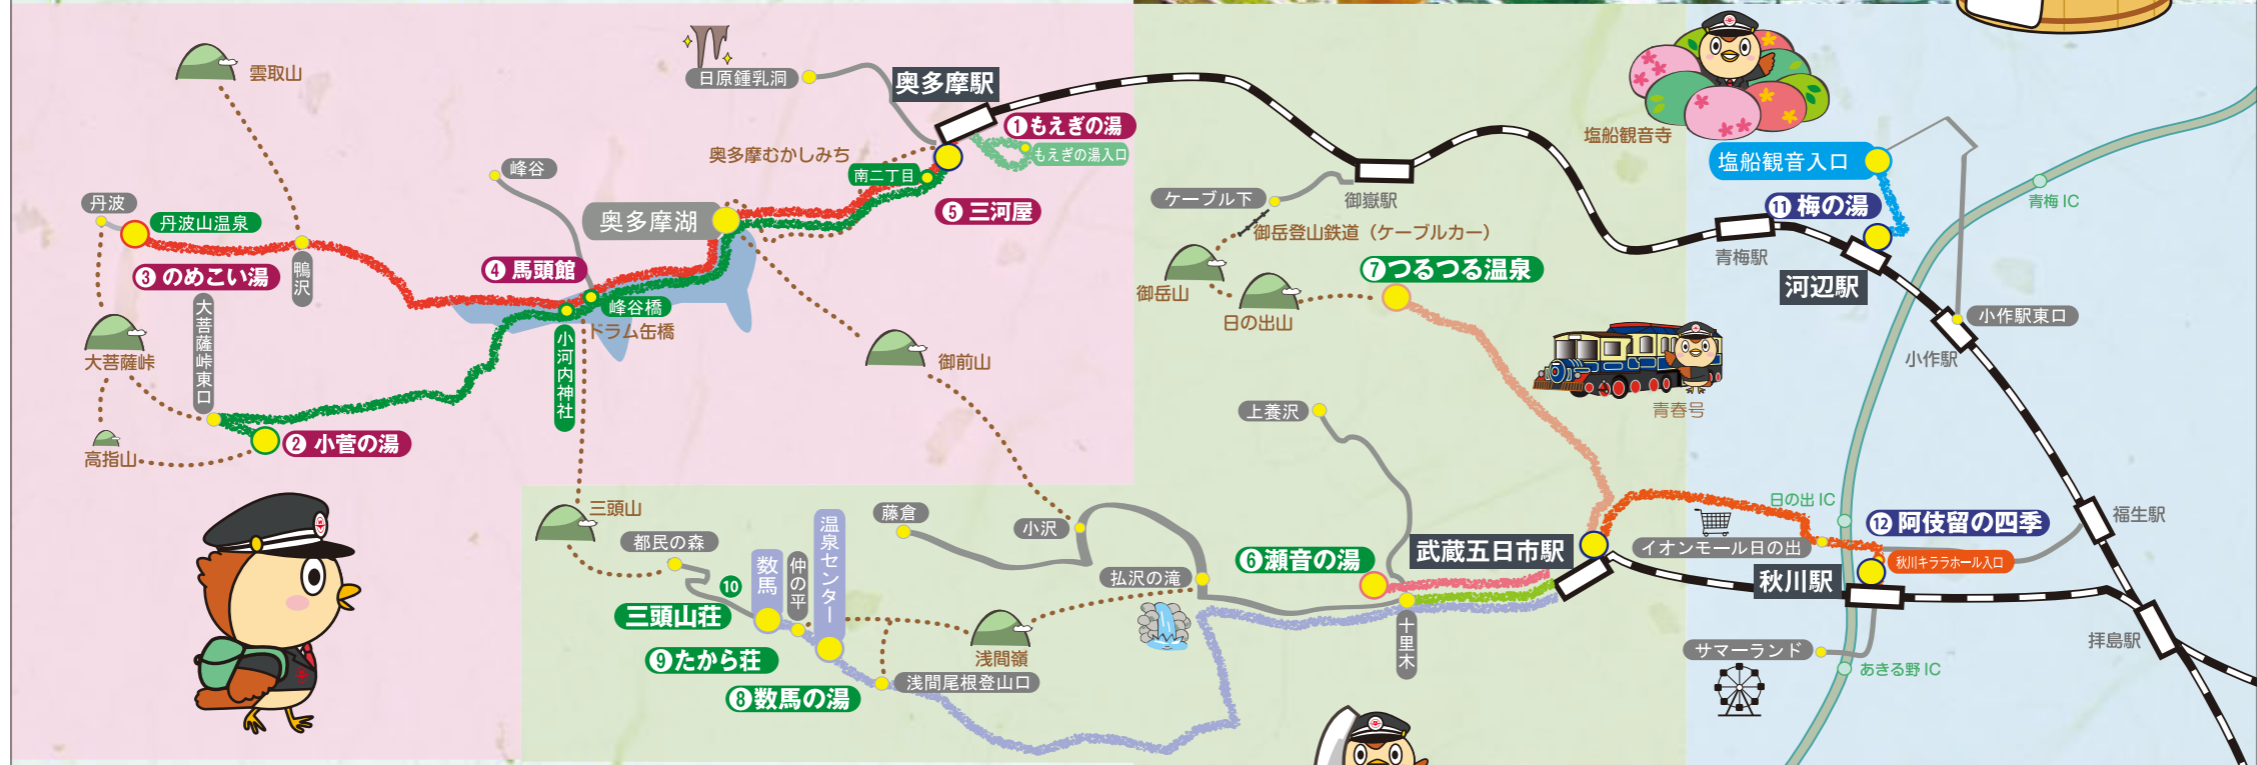 雲取山
日原鍾乳洞
奥多摩駅
①もえぎの湯
もえぎの湯入口
奥多摩むかしみち
南二丁目
⑤ 三河屋
峰谷
奥多摩湖
丹波
丹波山温泉
③ のめこい湯
鴨沢
④ 馬頭館
峰谷橋
ドラム缶橋
小河内神社
大菩薩峠東口
大菩薩峠
② 小菅の湯
高指山
御前山
塩船観音寺
塩船観音入口
⑪ 梅の湯
青梅IC
ケーブル下
御嶽駅
御岳登山鉄道（ケーブルカー）
青梅駅
河辺駅
⑦つるつる温泉
御岳山
日の出山
小作駅東口
小作駅
青春号
上養沢
三頭山
都民の森
⑩
三頭山荘
数馬
仲の平
温泉センター
⑨たから荘
⑧数馬の湯
藤倉
小沢
払沢の滝
浅間嶺
浅間尾根登山口
⑥瀬音の湯
武蔵五日市駅
十里木
日の出IC
イオンモール日の出
⑫ 阿伎留の四季
秋川キララホール入口
福生駅
秋川駅
サマーランド
あきる野IC
拝島駅